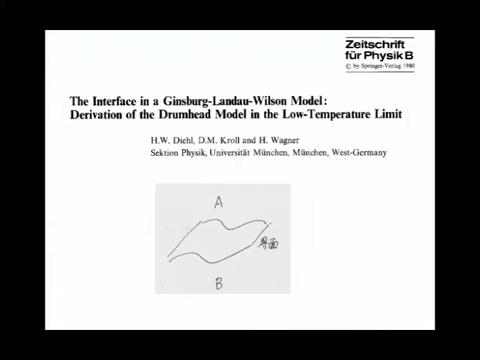 Zeitschrift
für Physik B
© by Springer-Verlag 1980
The Interface in a Ginsburg-Landau-Wilson Model:
Derivation of the Drumhead Model in the Low-Temperature Limit
H.W. Diehl, D.M. Kroll and H. Wagner
Sektion Physik, Universität München, München, West-Germany
A
界面
B